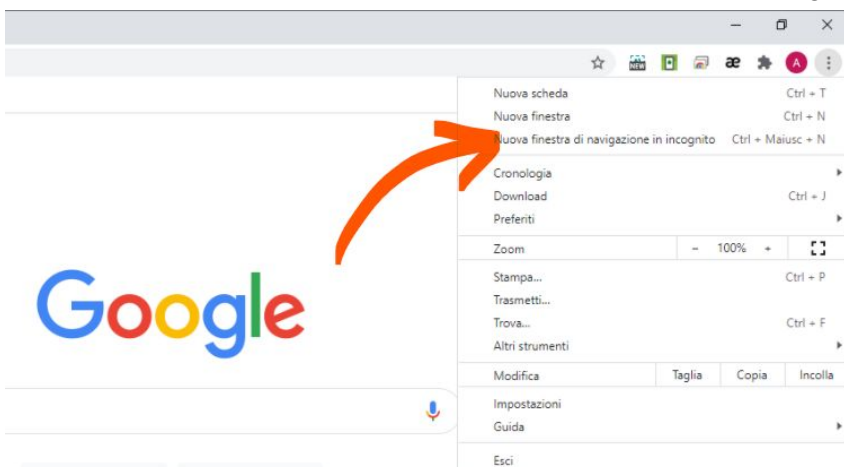 NEW
æ
A
Nuova scheda Ctrl + T
Nuova finestra Ctrl + N
Nuova finestra di navigazione in incognito Ctrl + Maiusc + N
Cronologia
Download Ctrl + J
Preferiti
Zoom - 100% +
Stampa... Ctrl + P
Trasmetti...
Trova... Ctrl + F
Altri strumenti
Modifica Taglia Copia Incolla
Impostazioni
Guida
Esci
Google